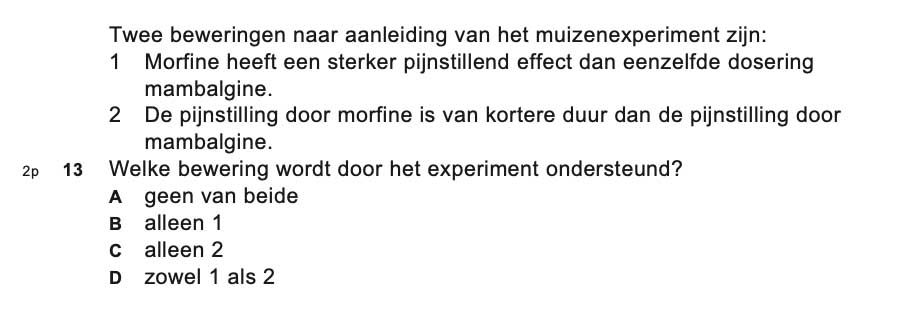 Twee beweringen naar aanleiding van het muizenexperiment zijn:
1 Morfine heeft een sterker pijnstillend effect dan eenzelfde dosering
mambalgine.
2 De pijnstilling door morfine is van kortere duur dan de pijnstilling door
mambalgine.
2p 13 Welke bewering wordt door het experiment ondersteund?
A geen van beide
B alleen 1
C alleen 2
D zowel 1 als 2